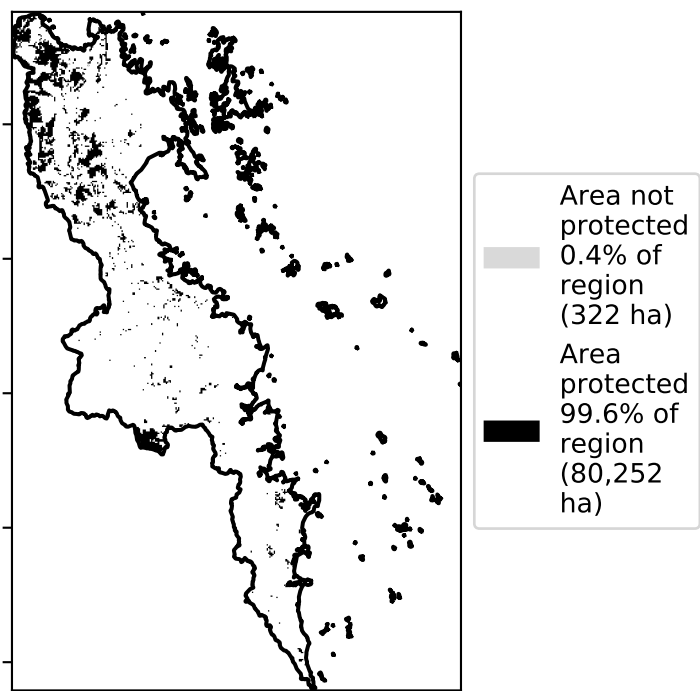 Area not
protected
0.4% of
region
(322 ha)
Area
protected
99.6% of
region
(80,252
ha)